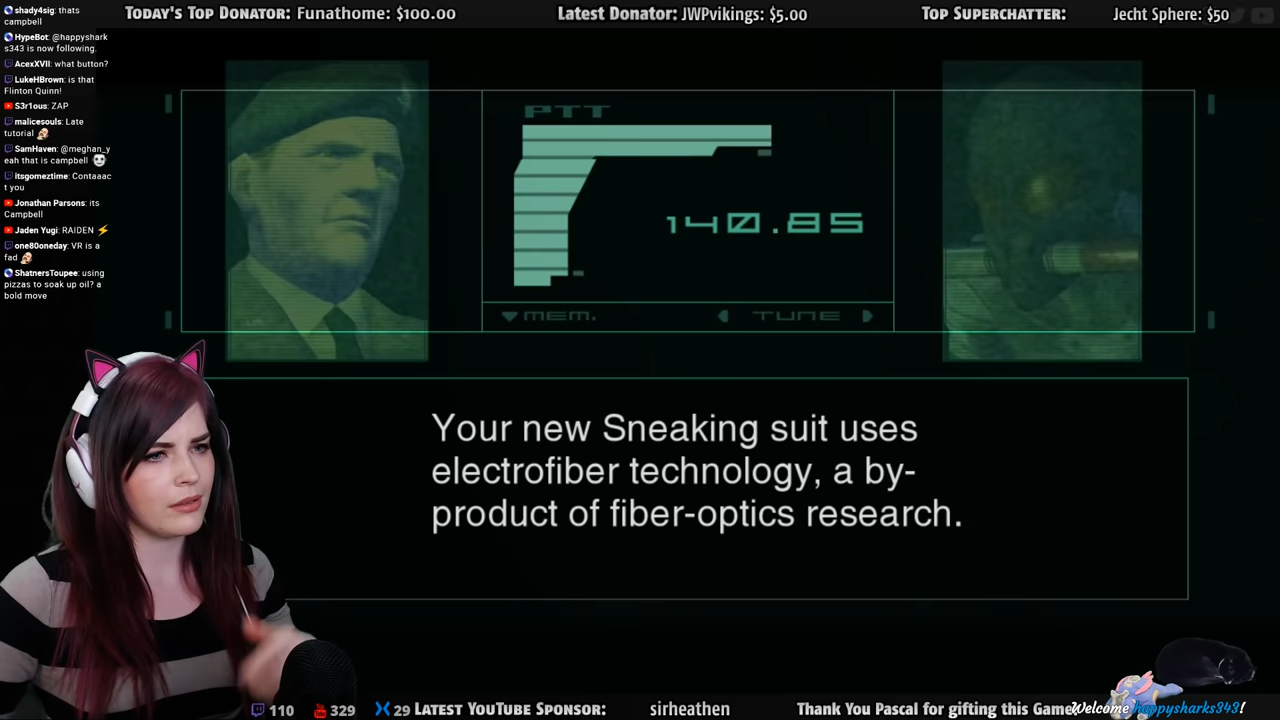 Today's Top Donator: Funathome: $100.00
Latest Donator: JWPvikings: $5.00
Top Superchatter: Jecht Sphere: $50
shady4sig: thats
campbell
HypeBot: @happyshark
s343 is now following.
AcexXVII: what button?
LukeHBrown: is that
Flinton Quinn!
S3r1ous: ZAP
malicesouls: Late
tutorial
SamHaven: @meghan_y
eah that is campbell
itsgomeztime: Contaaac
t you
Jonathan Parsons: its
Campbell
Jaden Yugi: RAIDEN
one80oneday: VR is a
fad
ShatnersToupee: using
pizzas to soak up oil? a
bold move
PTT
140.85
MEM.
TUNE
Your new Sneaking suit uses
electrofiber technology, a by-
product of fiber-optics research.
110 329 29 Latest YouTube Sponsor: sirheathen
Thank You Pascal for gifting this Game
Welcome happysharks343!